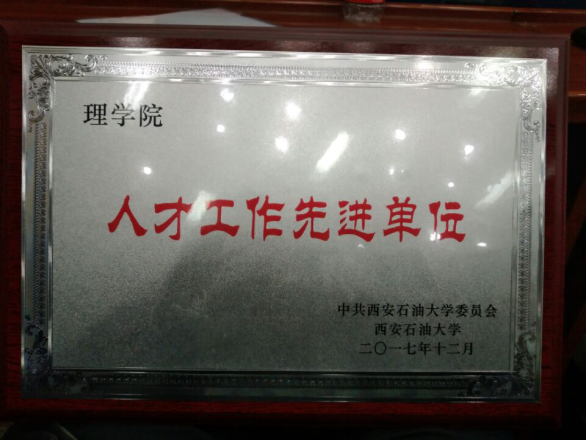 理学院
人才工作先进单位
中共西安石油大学委员会
西安石油大学
二〇一七年十二月